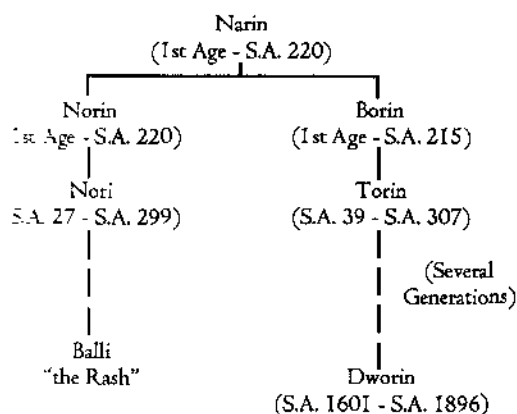 Narin
(1st Age - S.A. 220)
Norin
Borin
1st Age - S.A. 220)
(1st Age - S.A. 215)
Nori
Torin
S.A. 27 - S.A. 299)
(S.A. 39 - S.A. 307)
(Several
Generations)
Balli
"the Rash"
Dworin
(S.A. 1601 - S.A. 1896)